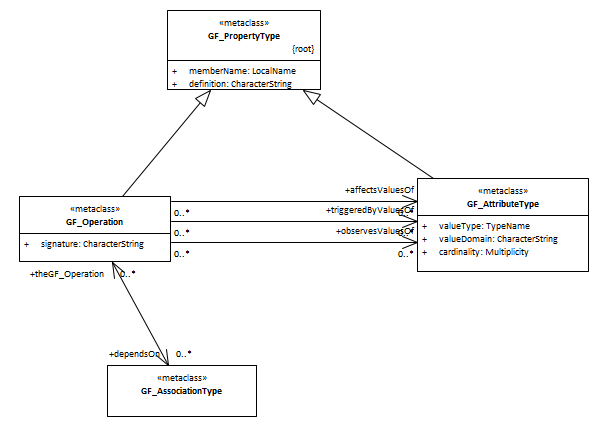 «metaclass»
GF_PropertyType
{root}
+ memberName: LocalName
+ definition: CharacterString
«metaclass»
GF_Operation
+ signature: CharacterString
+affectsValuesOf
0..*
+triggeredByValuesOf
0..*
+observesValuesOf
0..*
0..*
«metaclass»
GF_AttributeType
+ valueType: TypeName
+ valueDomain: CharacterString
+ cardinality: Multiplicity
+theGF_Operation
0..*
+dependsOn
0..*
«metaclass»
GF_AssociationType